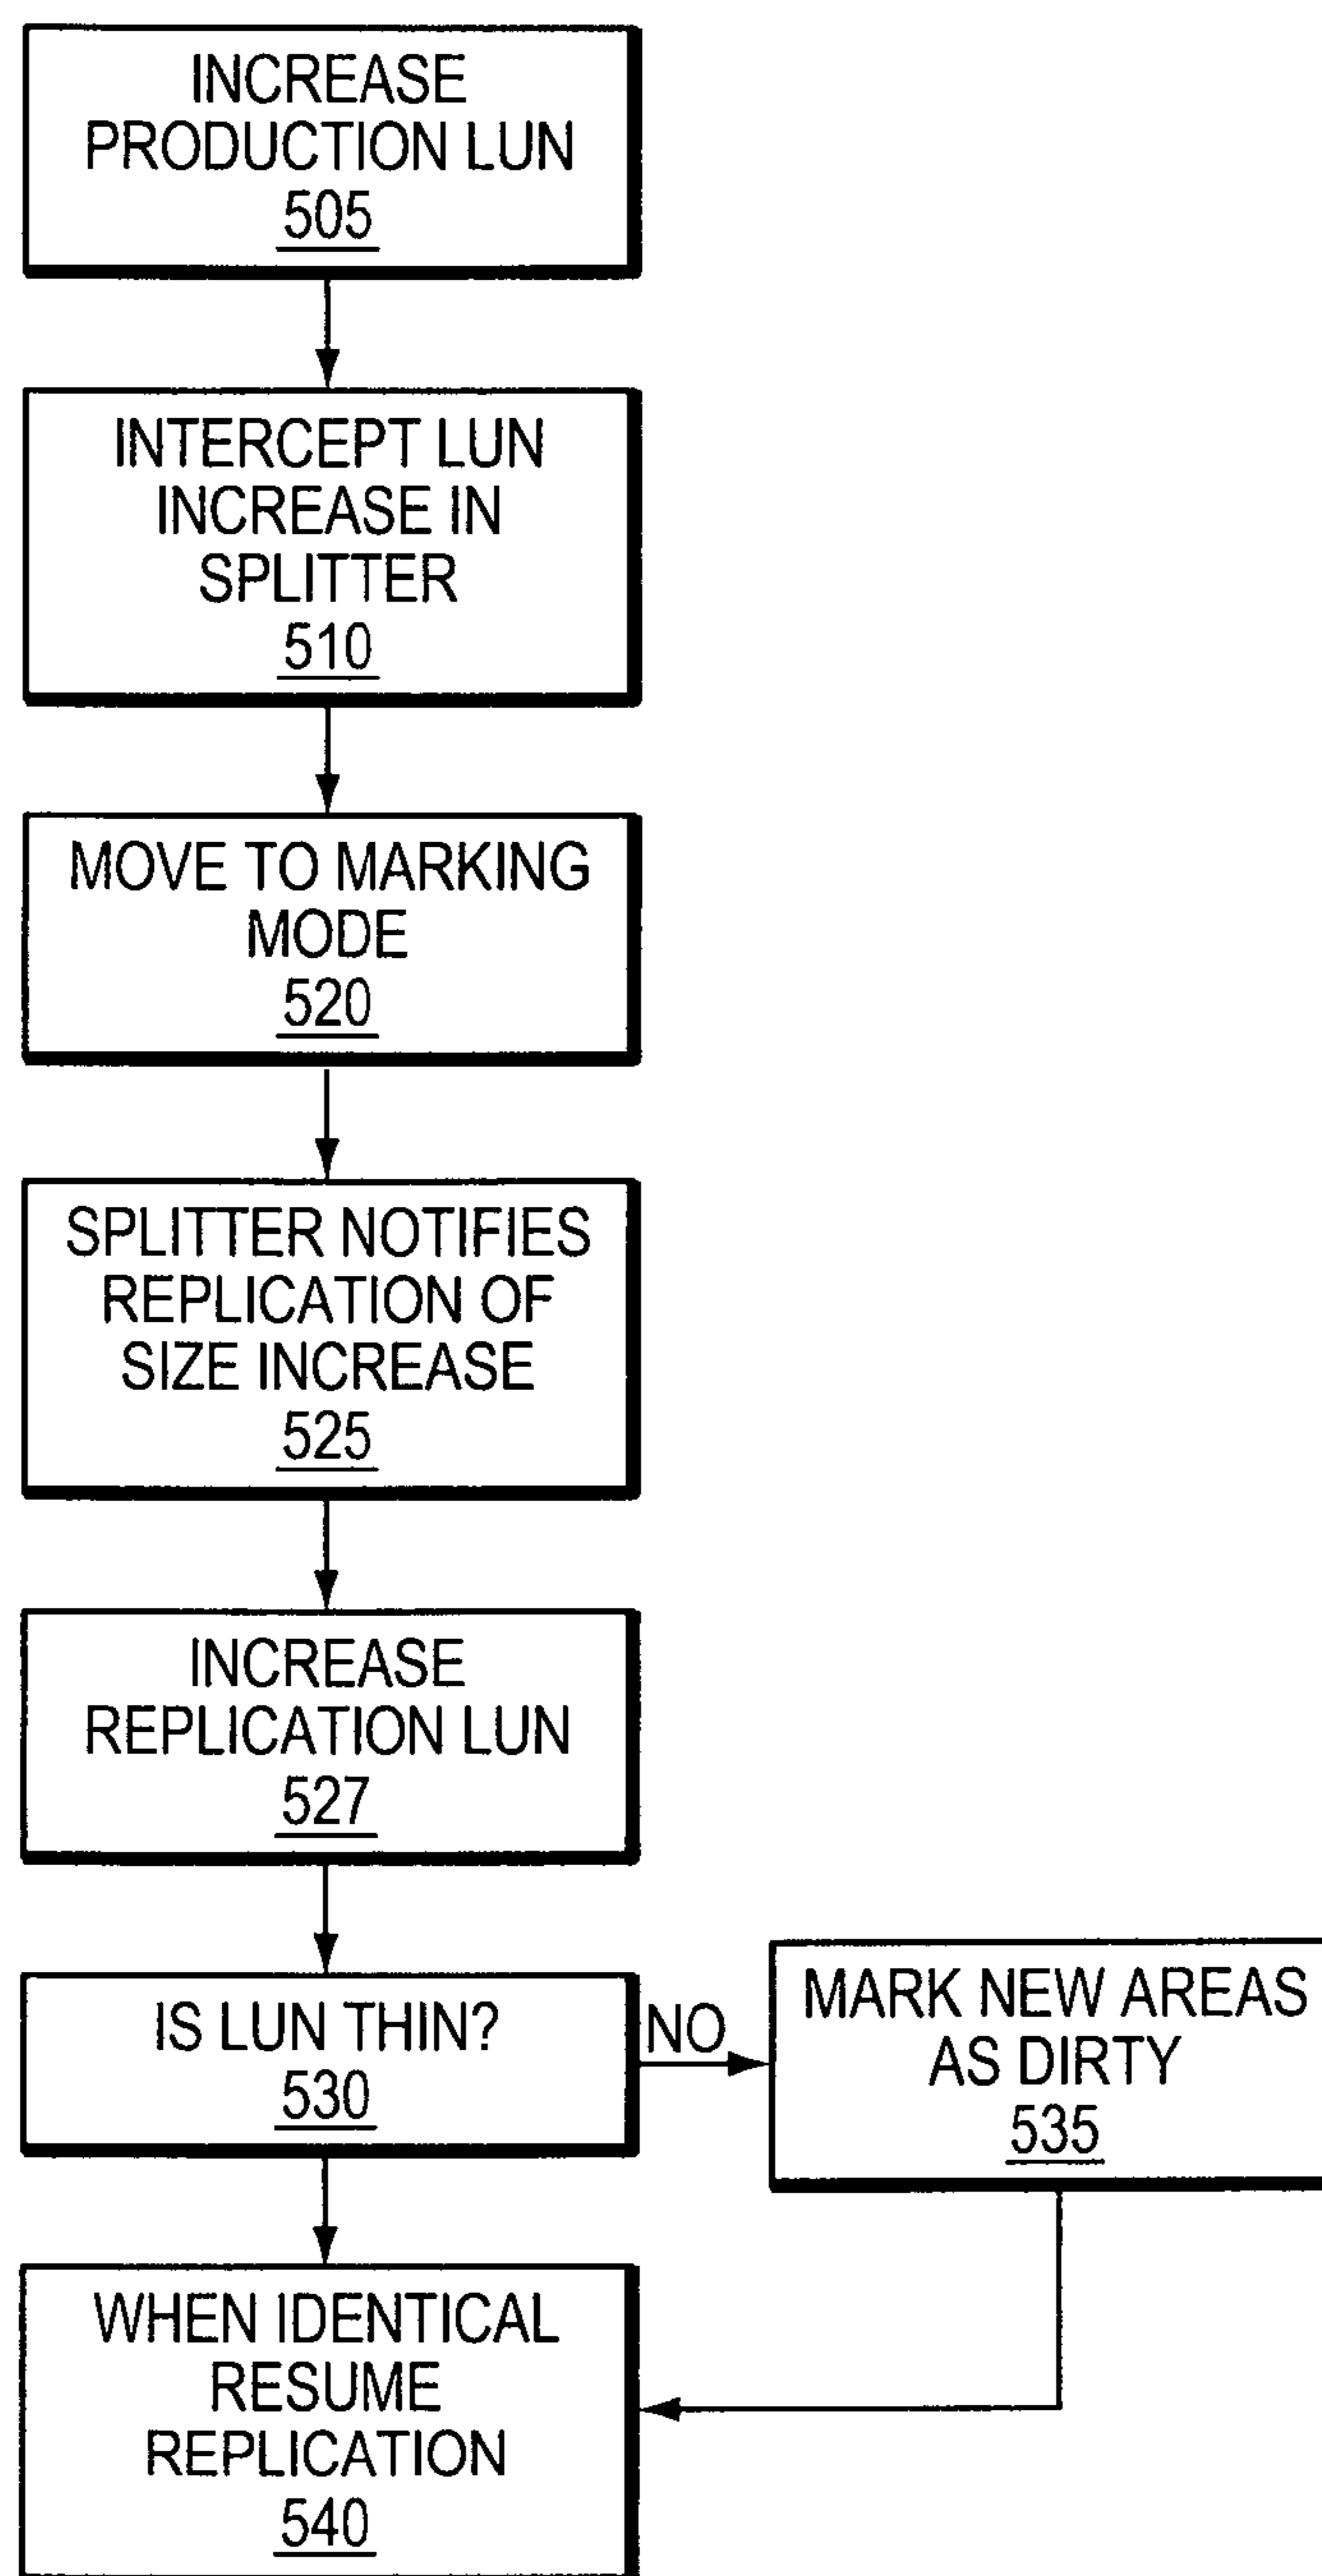 INCREASE
PRODUCTION LUN
505
INTERCEPT LUN
INCREASE IN
SPLITTER
510
MOVE TO MARKING
MODE
520
SPLITTER NOTIFIES
REPLICATION OF
SIZE INCREASE
525
INCREASE
REPLICATION LUN
527
IS LUN THIN?
530
NO
MARK NEW AREAS
AS DIRTY
535
WHEN IDENTICAL
RESUME
REPLICATION
540